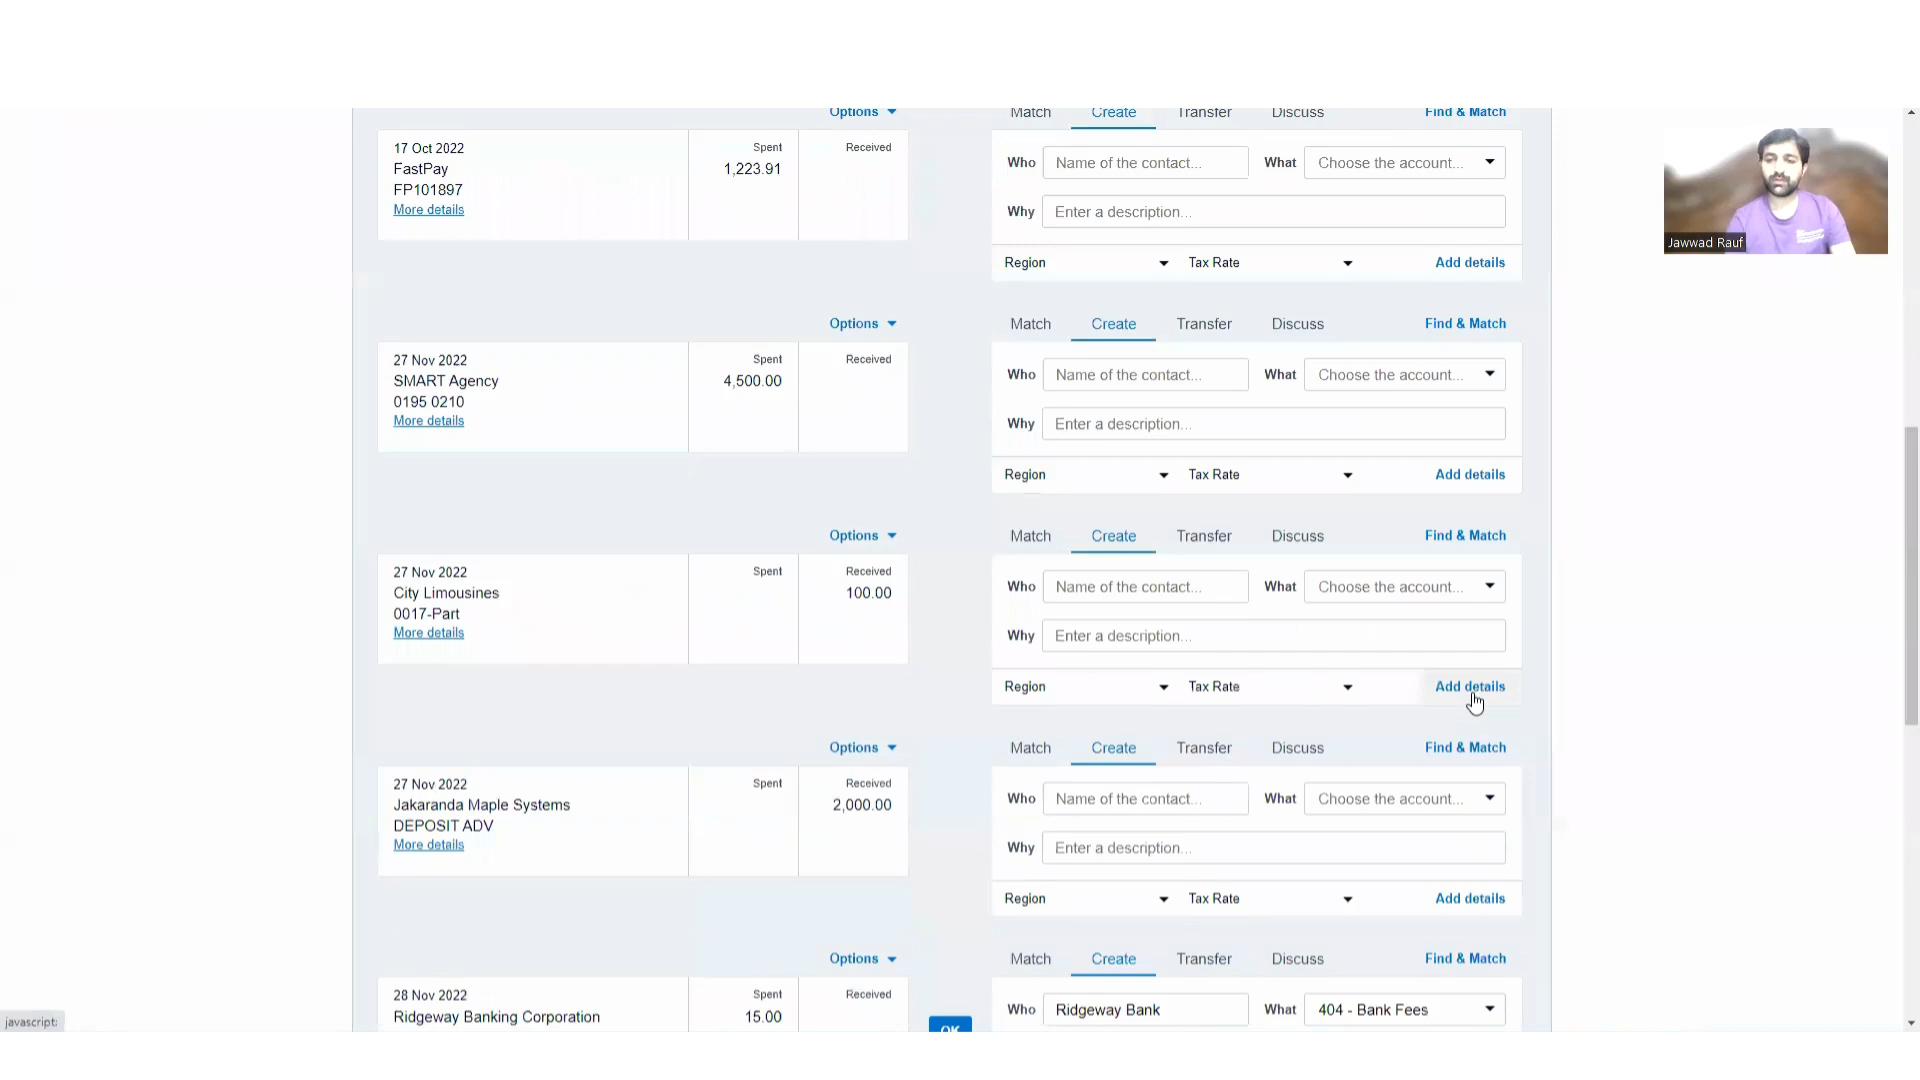 Options
Match Create Transfer Discuss Find & Match
17 Oct 2022 Spent Received
FastPay 1,223.91
FP101897
More details
Who Name of the contact... What Choose the account...
Why Enter a description...
Region Tax Rate Add details
Jawwad Rauf
Options
Match Create Transfer Discuss Find & Match
27 Nov 2022 Spent Received
SMART Agency 4,500.00
0195 0210
More details
Who Name of the contact... What Choose the account...
Why Enter a description...
Region Tax Rate Add details
Options
Match Create Transfer Discuss Find & Match
27 Nov 2022 Spent Received
City Limousines 100.00
0017-Part
More details
Who Name of the contact... What Choose the account...
Why Enter a description...
Region Tax Rate Add details
Options
Match Create Transfer Discuss Find & Match
27 Nov 2022 Spent Received
Jakaranda Maple Systems 2,000.00
DEPOSIT ADV
More details
Who Name of the contact... What Choose the account...
Why Enter a description...
Region Tax Rate Add details
Options
Match Create Transfer Discuss Find & Match
28 Nov 2022 Spent Received
Ridgeway Banking Corporation 15.00
OK
Who Ridgeway Bank What 404 - Bank Fees
javascript: